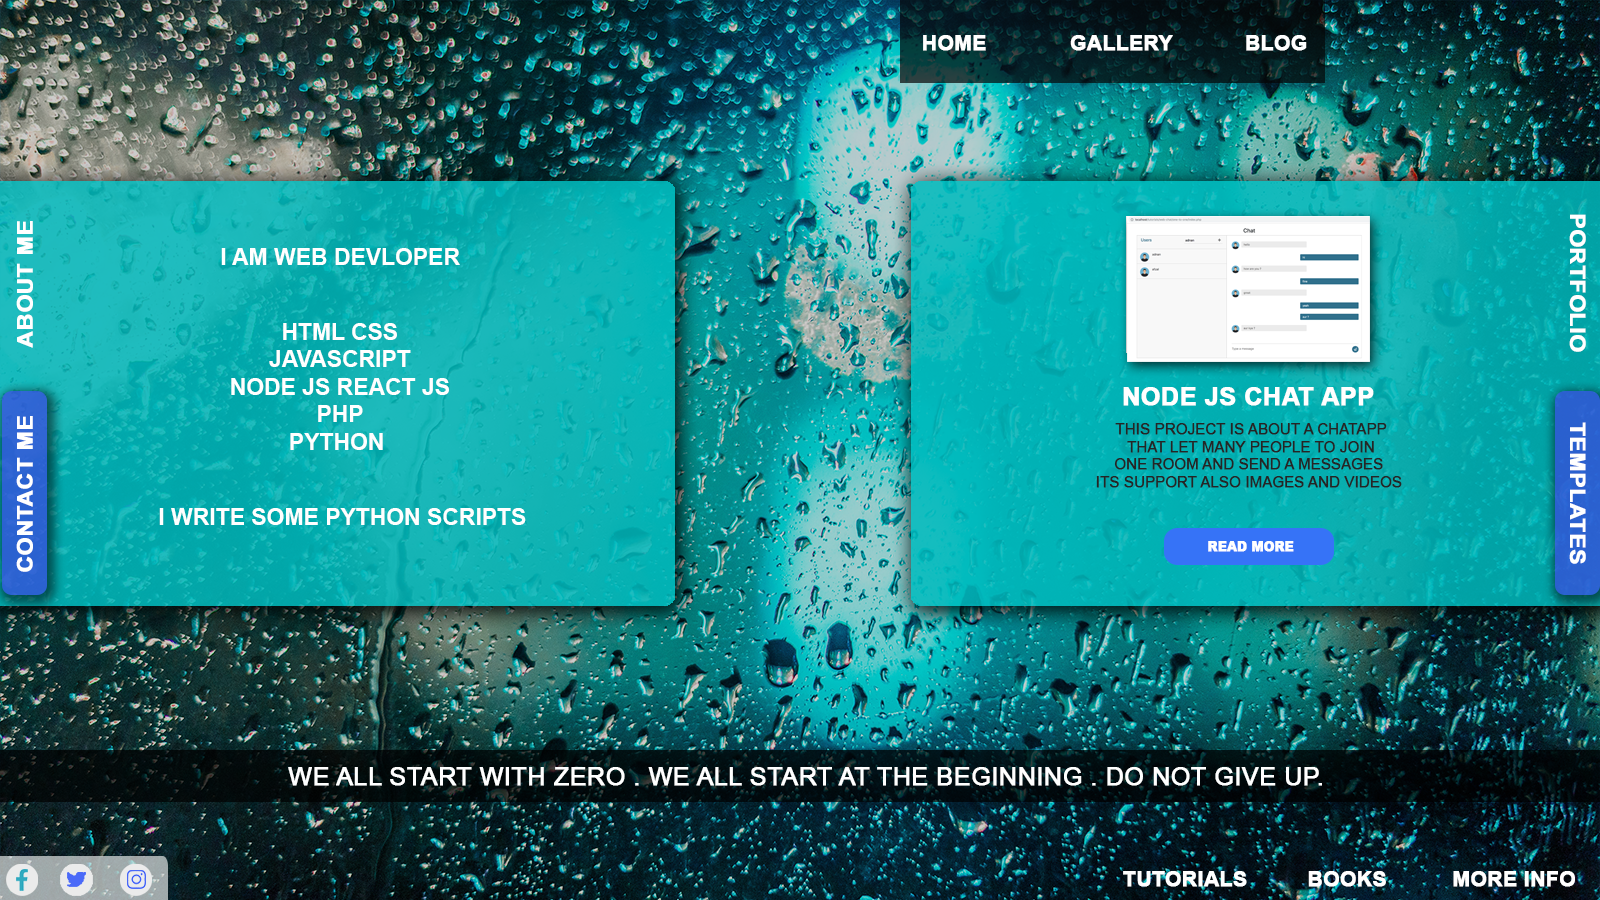 HOME GALLERY BLOG
ABOUT ME
CONTACT ME
I AM WEB DEVLOPER
HTML CSS
JAVASCRIPT
NODE JS REACT JS
PHP
PYTHON
I WRITE SOME PYTHON SCRIPTS
Chat
Users
Type a message
NODE JS CHAT APP
THIS PROJECT IS ABOUT A CHATAPP
THAT LET MANY PEOPLE TO JOIN
ONE ROOM AND SEND A MESSAGES
ITS SUPPORT ALSO IMAGES AND VIDEOS
READ MORE
PORTFOLIO
TEMPLATES
WE ALL START WITH ZERO . WE ALL START AT THE BEGINNING . DO NOT GIVE UP.
TUTORIALS BOOKS MORE INFO